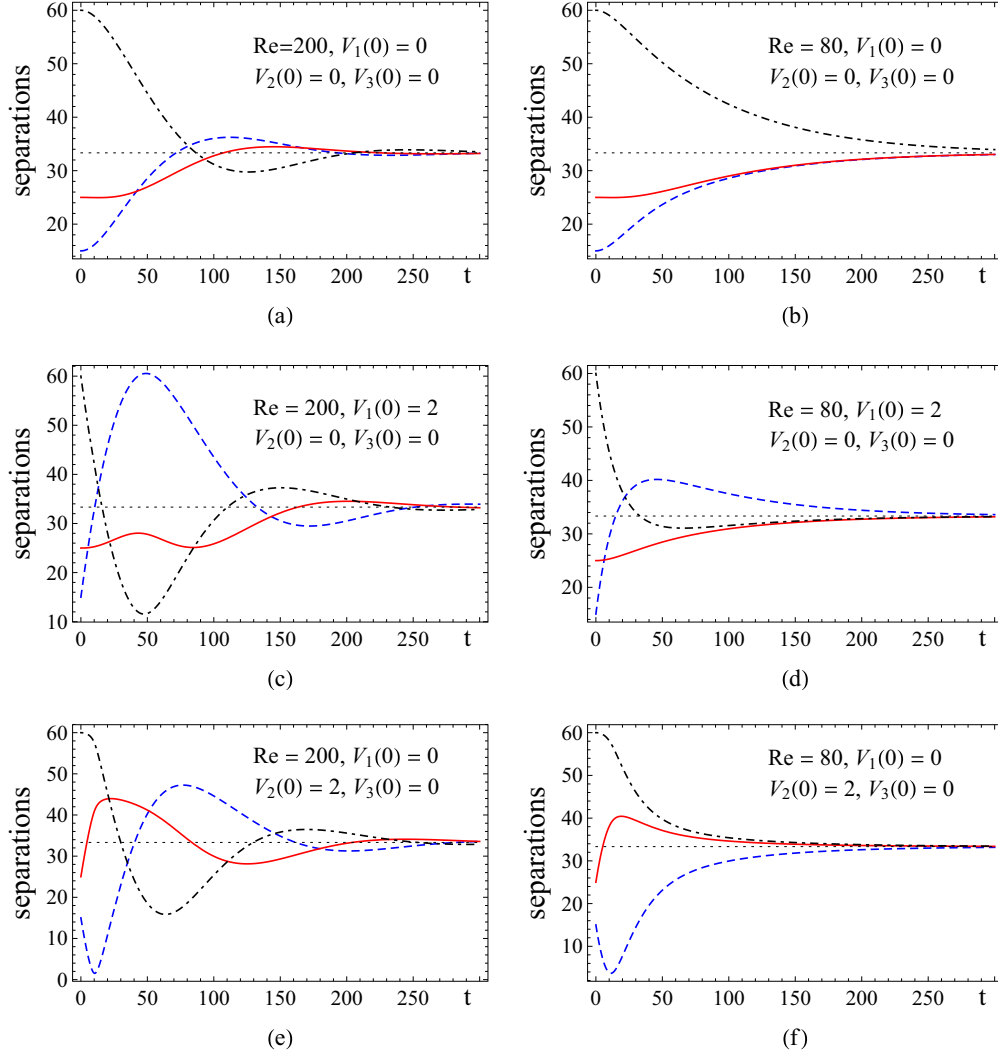 60
50
40
30
20
separations
Re=200, V₁(0) = 0
V₂(0) = 0, V₃(0) = 0
0 50 100 150 200 250 t
(a)
60
50
40
30
20
separations
Re = 80, V₁(0) = 0
V₂(0) = 0, V₃(0) = 0
0 50 100 150 200 250 t
(b)
60
50
40
30
20
10
separations
Re = 200, V₁(0) = 2
V₂(0) = 0, V₃(0) = 0
0 50 100 150 200 250 t
(c)
60
50
40
30
20
separations
Re = 80, V₁(0) = 2
V₂(0) = 0, V₃(0) = 0
0 50 100 150 200 250 t
(d)
60
50
40
30
20
10
0
separations
Re = 200, V₁(0) = 0
V₂(0) = 2, V₃(0) = 0
0 50 100 150 200 250 t
(e)
60
50
40
30
20
10
separations
Re = 80, V₁(0) = 0
V₂(0) = 2, V₃(0) = 0
0 50 100 150 200 250 t
(f)